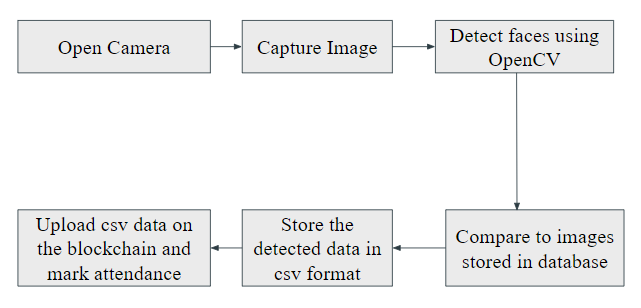 Open Camera
Capture Image
Detect faces using
OpenCV
Compare to images
stored in database
Store the
detected data in
csv format
Upload csv data on
the blockchain and
mark attendance